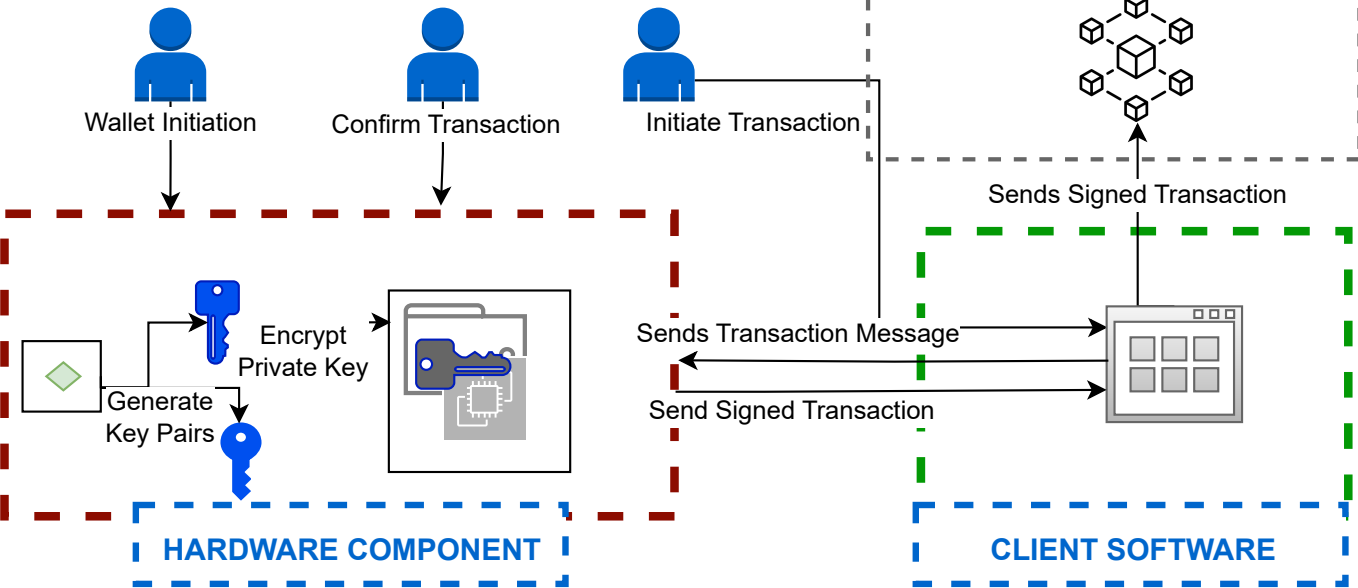 Wallet Initiation
Confirm Transaction
Initiate Transaction
Sends Signed Transaction
Encrypt
Private Key
Sends Transaction Message
Generate
Key Pairs
Send Signed Transaction
HARDWARE COMPONENT
CLIENT SOFTWARE